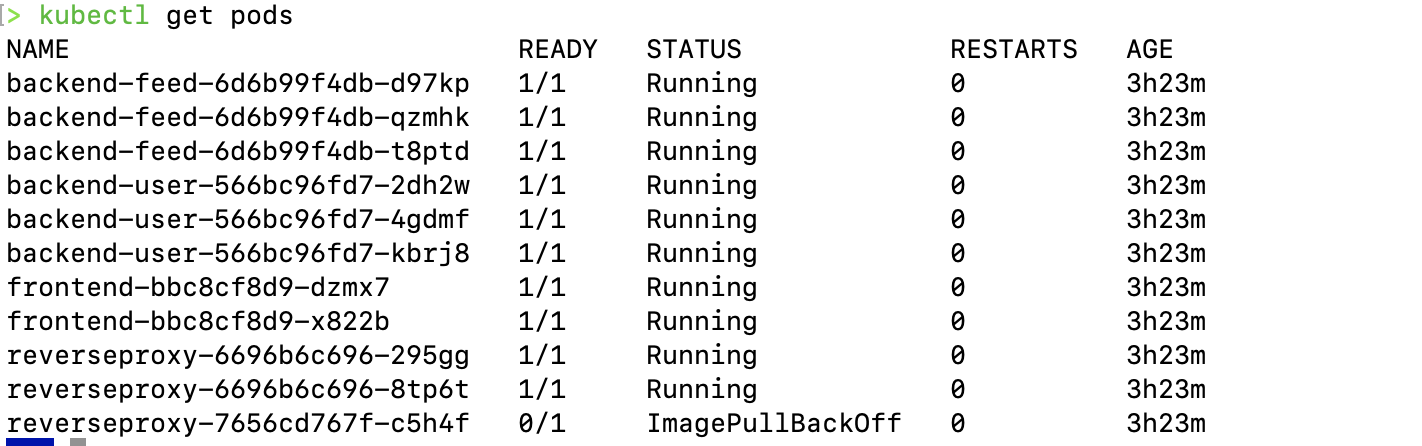 > kubectl get pods
NAME READY STATUS RESTARTS AGE
backend-feed-6d6b99f4db-d97kp 1/1 Running 0 3h23m
backend-feed-6d6b99f4db-qzmhk 1/1 Running 0 3h23m
backend-feed-6d6b99f4db-t8ptd 1/1 Running 0 3h23m
backend-user-566bc96fd7-2dh2w 1/1 Running 0 3h23m
backend-user-566bc96fd7-4gdmf 1/1 Running 0 3h23m
backend-user-566bc96fd7-kbrj8 1/1 Running 0 3h23m
frontend-bbc8cf8d9-dzmx7 1/1 Running 0 3h23m
frontend-bbc8cf8d9-x822b 1/1 Running 0 3h23m
reverseproxy-6696b6c696-295gg 1/1 Running 0 3h23m
reverseproxy-6696b6c696-8tp6t 1/1 Running 0 3h23m
reverseproxy-7656cd767f-c5h4f 0/1 ImagePullBackOff 0 3h23m